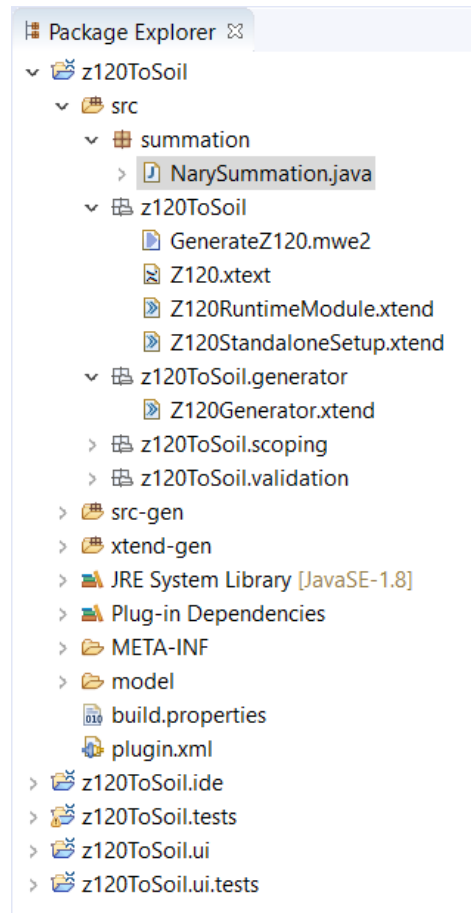 Package Explorer
z120ToSoil
src
summation
NarySummation.java
z120ToSoil
GenerateZ120.mwe2
Z120.xtext
Z120RuntimeModule.xtend
Z120StandaloneSetup.xtend
z120ToSoil.generator
Z120Generator.xtend
z120ToSoil.scoping
z120ToSoil.validation
src-gen
xtend-gen
JRE System Library [JavaSE-1.8]
Plug-in Dependencies
META-INF
model
build.properties
plugin.xml
z120ToSoil.ide
z120ToSoil.tests
z120ToSoil.ui
z120ToSoil.ui.tests